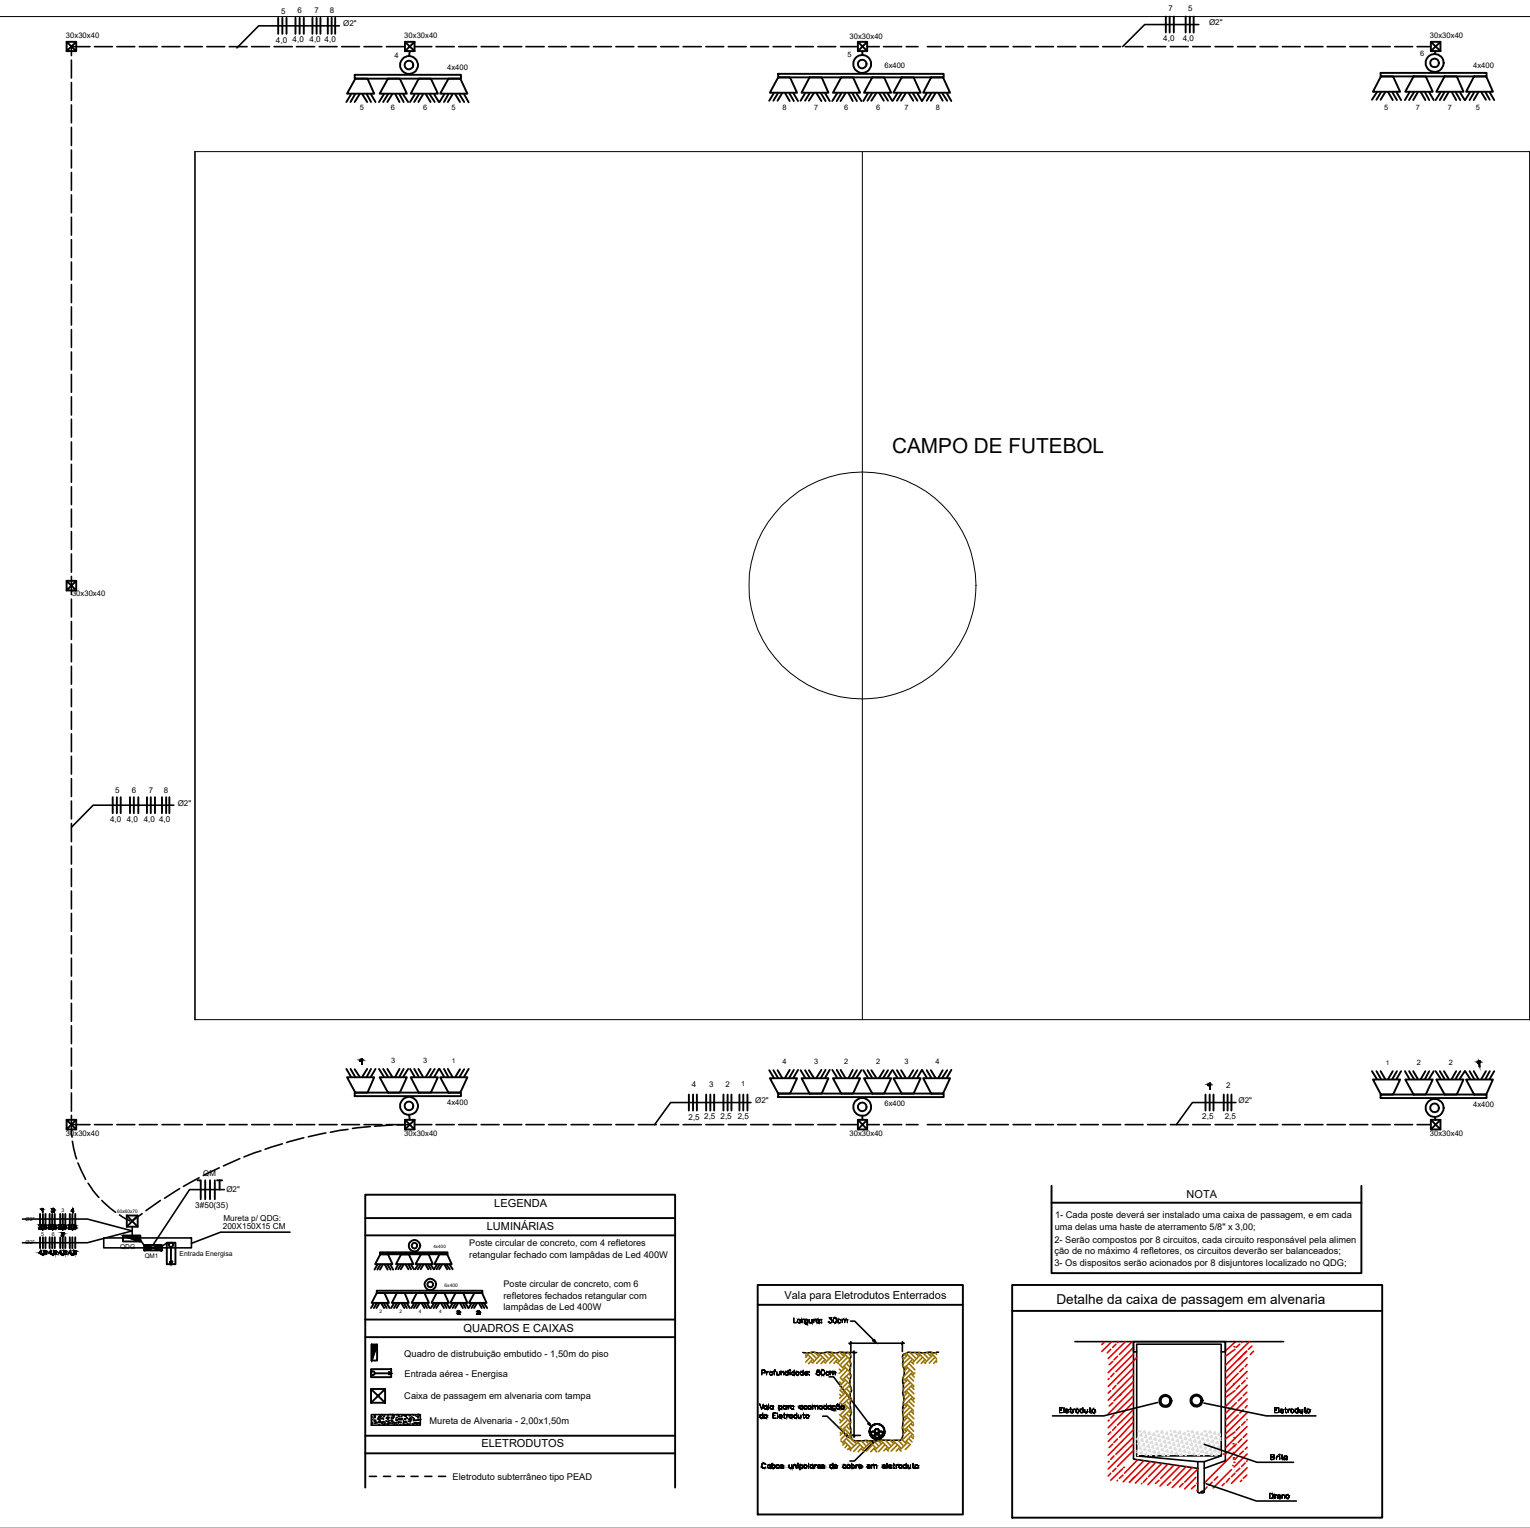 5 6 7 8
Ø2"
4,0 4,0 4,0 4,0
7 5
Ø2"
4,0 4,0
30x30x40
30x30x40
30x30x40
30x30x40
4
4x400
5 6 6 5
5
6x400
8 7 6 6 7 8
6
4x400
5 7 7 5
CAMPO DE FUTEBOL
30x30x40
5 6 7 8
Ø2"
4,0 4,0 4,0 4,0
3 3 1
4x400
4 3 2 2 3 4
6x400
1 2 2
4x400
4 3 2 1
Ø2"
2,5 2,5 2,5 2,5
2
Ø2"
2,5 2,5
30x30x40
30x30x40
30x30x40
30x30x40
QM
Ø2"
3#50(35)
60x60x70
Mureta p/ QDG:
200X150X15 CM
QDG
QM1
Entrada Energisa
LEGENDA
LUMINÁRIAS
6x400
Poste circular de concreto, com 4 refletores
retangular fechado com lampâdas de Led 400W
6x400
2 2 4 4
Poste circular de concreto, com 6
refletores fechados retangular com
lampâdas de Led 400W
QUADROS E CAIXAS
Quadro de distrubuição embutido - 1,50m do piso
Entrada aérea - Energisa
Caixa de passagem em alvenaria com tampa
Mureta de Alvenaria - 2,00x1,50m
ELETRODUTOS
Eletroduto subterrâneo tipo PEAD
NOTA
1- Cada poste deverá ser instalado uma caixa de passagem, e em cada
uma delas uma haste de aterramento 5/8" x 3,00;
2- Serão compostos por 8 circuitos, cada circuito responsável pela alimen
ção de no máximo 4 refletores, os circuitos deverão ser balanceados;
3- Os dispositos serão acionados por 8 disjuntores localizado no QDG;
Vala para Eletrodutos Enterrados
Largura: 30cm
Profundidade: 60cm
Vala para acomodação
do Eletroduto
Cabos unipolares de cobre em eletroduto
Detalhe da caixa de passagem em alvenaria
Eletroduto
Eletroduto
Brita
Dreno